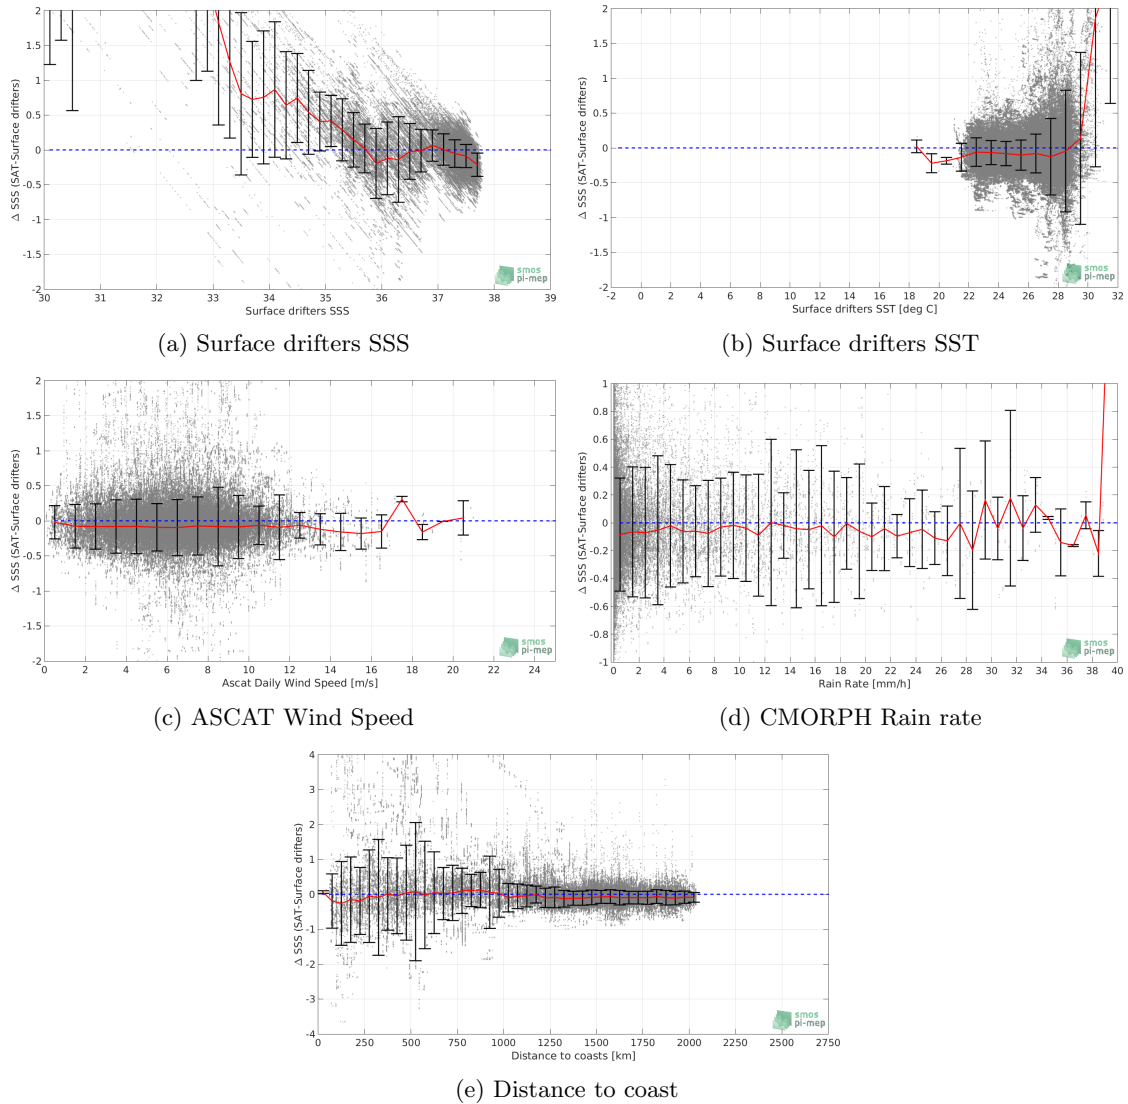 2
1.5
1
0.5
0
-0.5
-1
-1.5
-2
Δ SSS (SAT-Surface drifters)
30 31 32 33 34 35 36 37 38 39
Surface drifters SSS
smos
pi-mep
(a) Surface drifters SSS
2
1.5
1
0.5
0
-0.5
-1
-1.5
-2
Δ SSS (SAT-Surface drifters)
-2 0 2 4 6 8 10 12 14 16 18 20 22 24 26 28 30 32
Surface drifters SST [deg C]
smos
pi-mep
(b) Surface drifters SST
2
1.5
1
0.5
0
-0.5
-1
-1.5
-2
Δ SSS (SAT-Surface drifters)
0 2 4 6 8 10 12 14 16 18 20 22 24
Ascat Daily Wind Speed [m/s]
smos
pi-mep
(c) ASCAT Wind Speed
1
0.8
0.6
0.4
0.2
0
-0.2
-0.4
-0.6
-0.8
-1
Δ SSS (SAT-Surface drifters)
0 2 4 6 8 10 12 14 16 18 20 22 24 26 28 30 32 34 36 38 40
Rain Rate [mm/h]
smos
pi-mep
(d) CMORPH Rain rate
4
3
2
1
0
-1
-2
-3
-4
Δ SSS (SAT-Surface drifters)
0 250 500 750 1000 1250 1500 1750 2000 2250 2500 2750
Distance to coasts [km]
smos
pi-mep
(e) Distance to coast